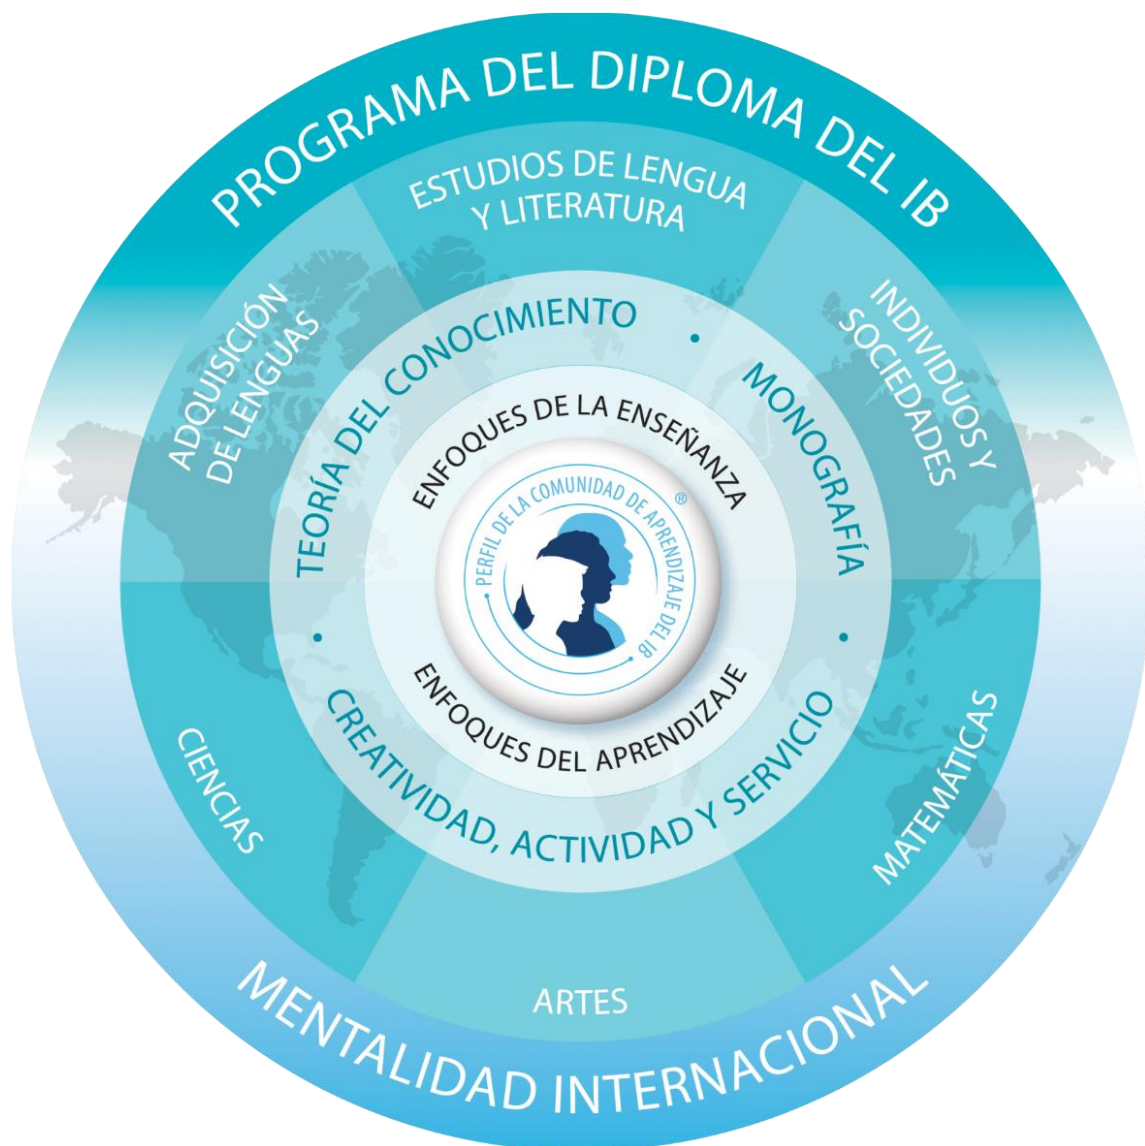 PROGRAMA DEL DIPLOMA DEL IB
ESTUDIOS DE LENGUA
Y LITERATURA
ADQUISICIÓN
DE LENGUAS
INDIVIDUOS Y
SOCIEDADES
TEORÍA DEL CONOCIMIENTO
•
MONOGRAFÍA
•
ENFOQUES DE LA ENSEÑANZA
• PERFIL DE LA COMUNIDAD DE APRENDIZAJE DEL IB •
®
ENFOQUES DEL APRENDIZAJE
•
CREATIVIDAD, ACTIVIDAD Y SERVICIO
CIENCIAS
MATEMÁTICAS
ARTES
MENTALIDAD INTERNACIONAL